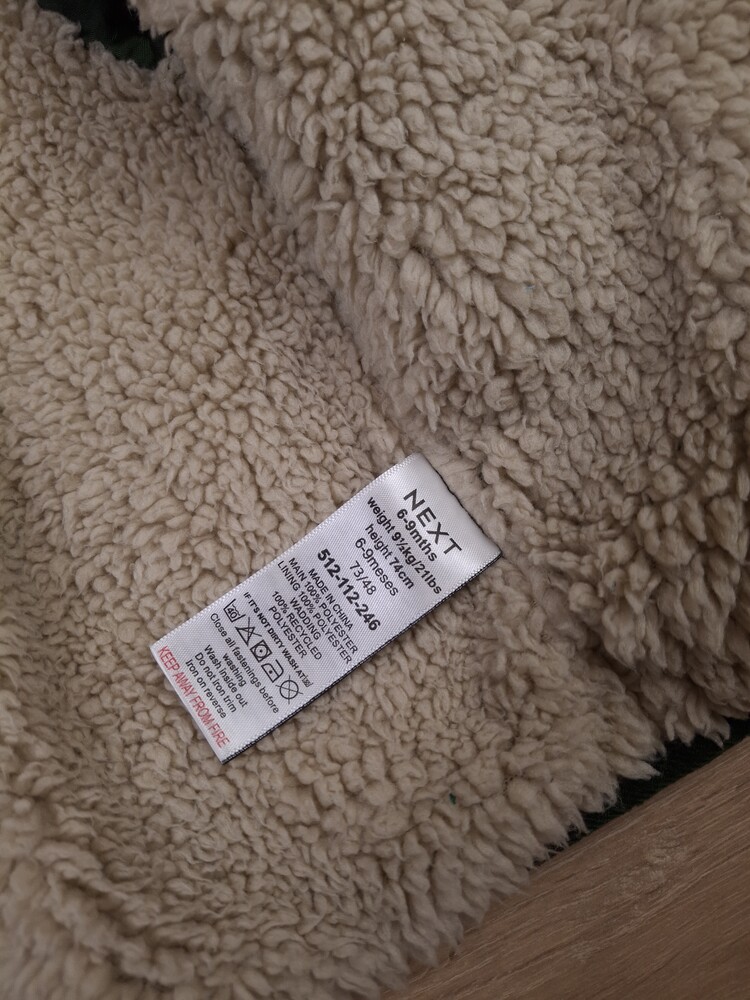 NEXT
6-9mths
weight 9½kg/21lbs
height 74cm
6-9meses
73/48
512-112-246
MADE IN CHINA
MAIN 100% POLYESTER
LINING 100% POLYESTER
WADDING
100% RECYCLED
POLYESTER
IF IT'S NOT DIRTY WASH AT
40
Close all fastenings before
washing
Wash inside out
Do not iron trim
Iron on reverse
KEEP AWAY FROM FIRE